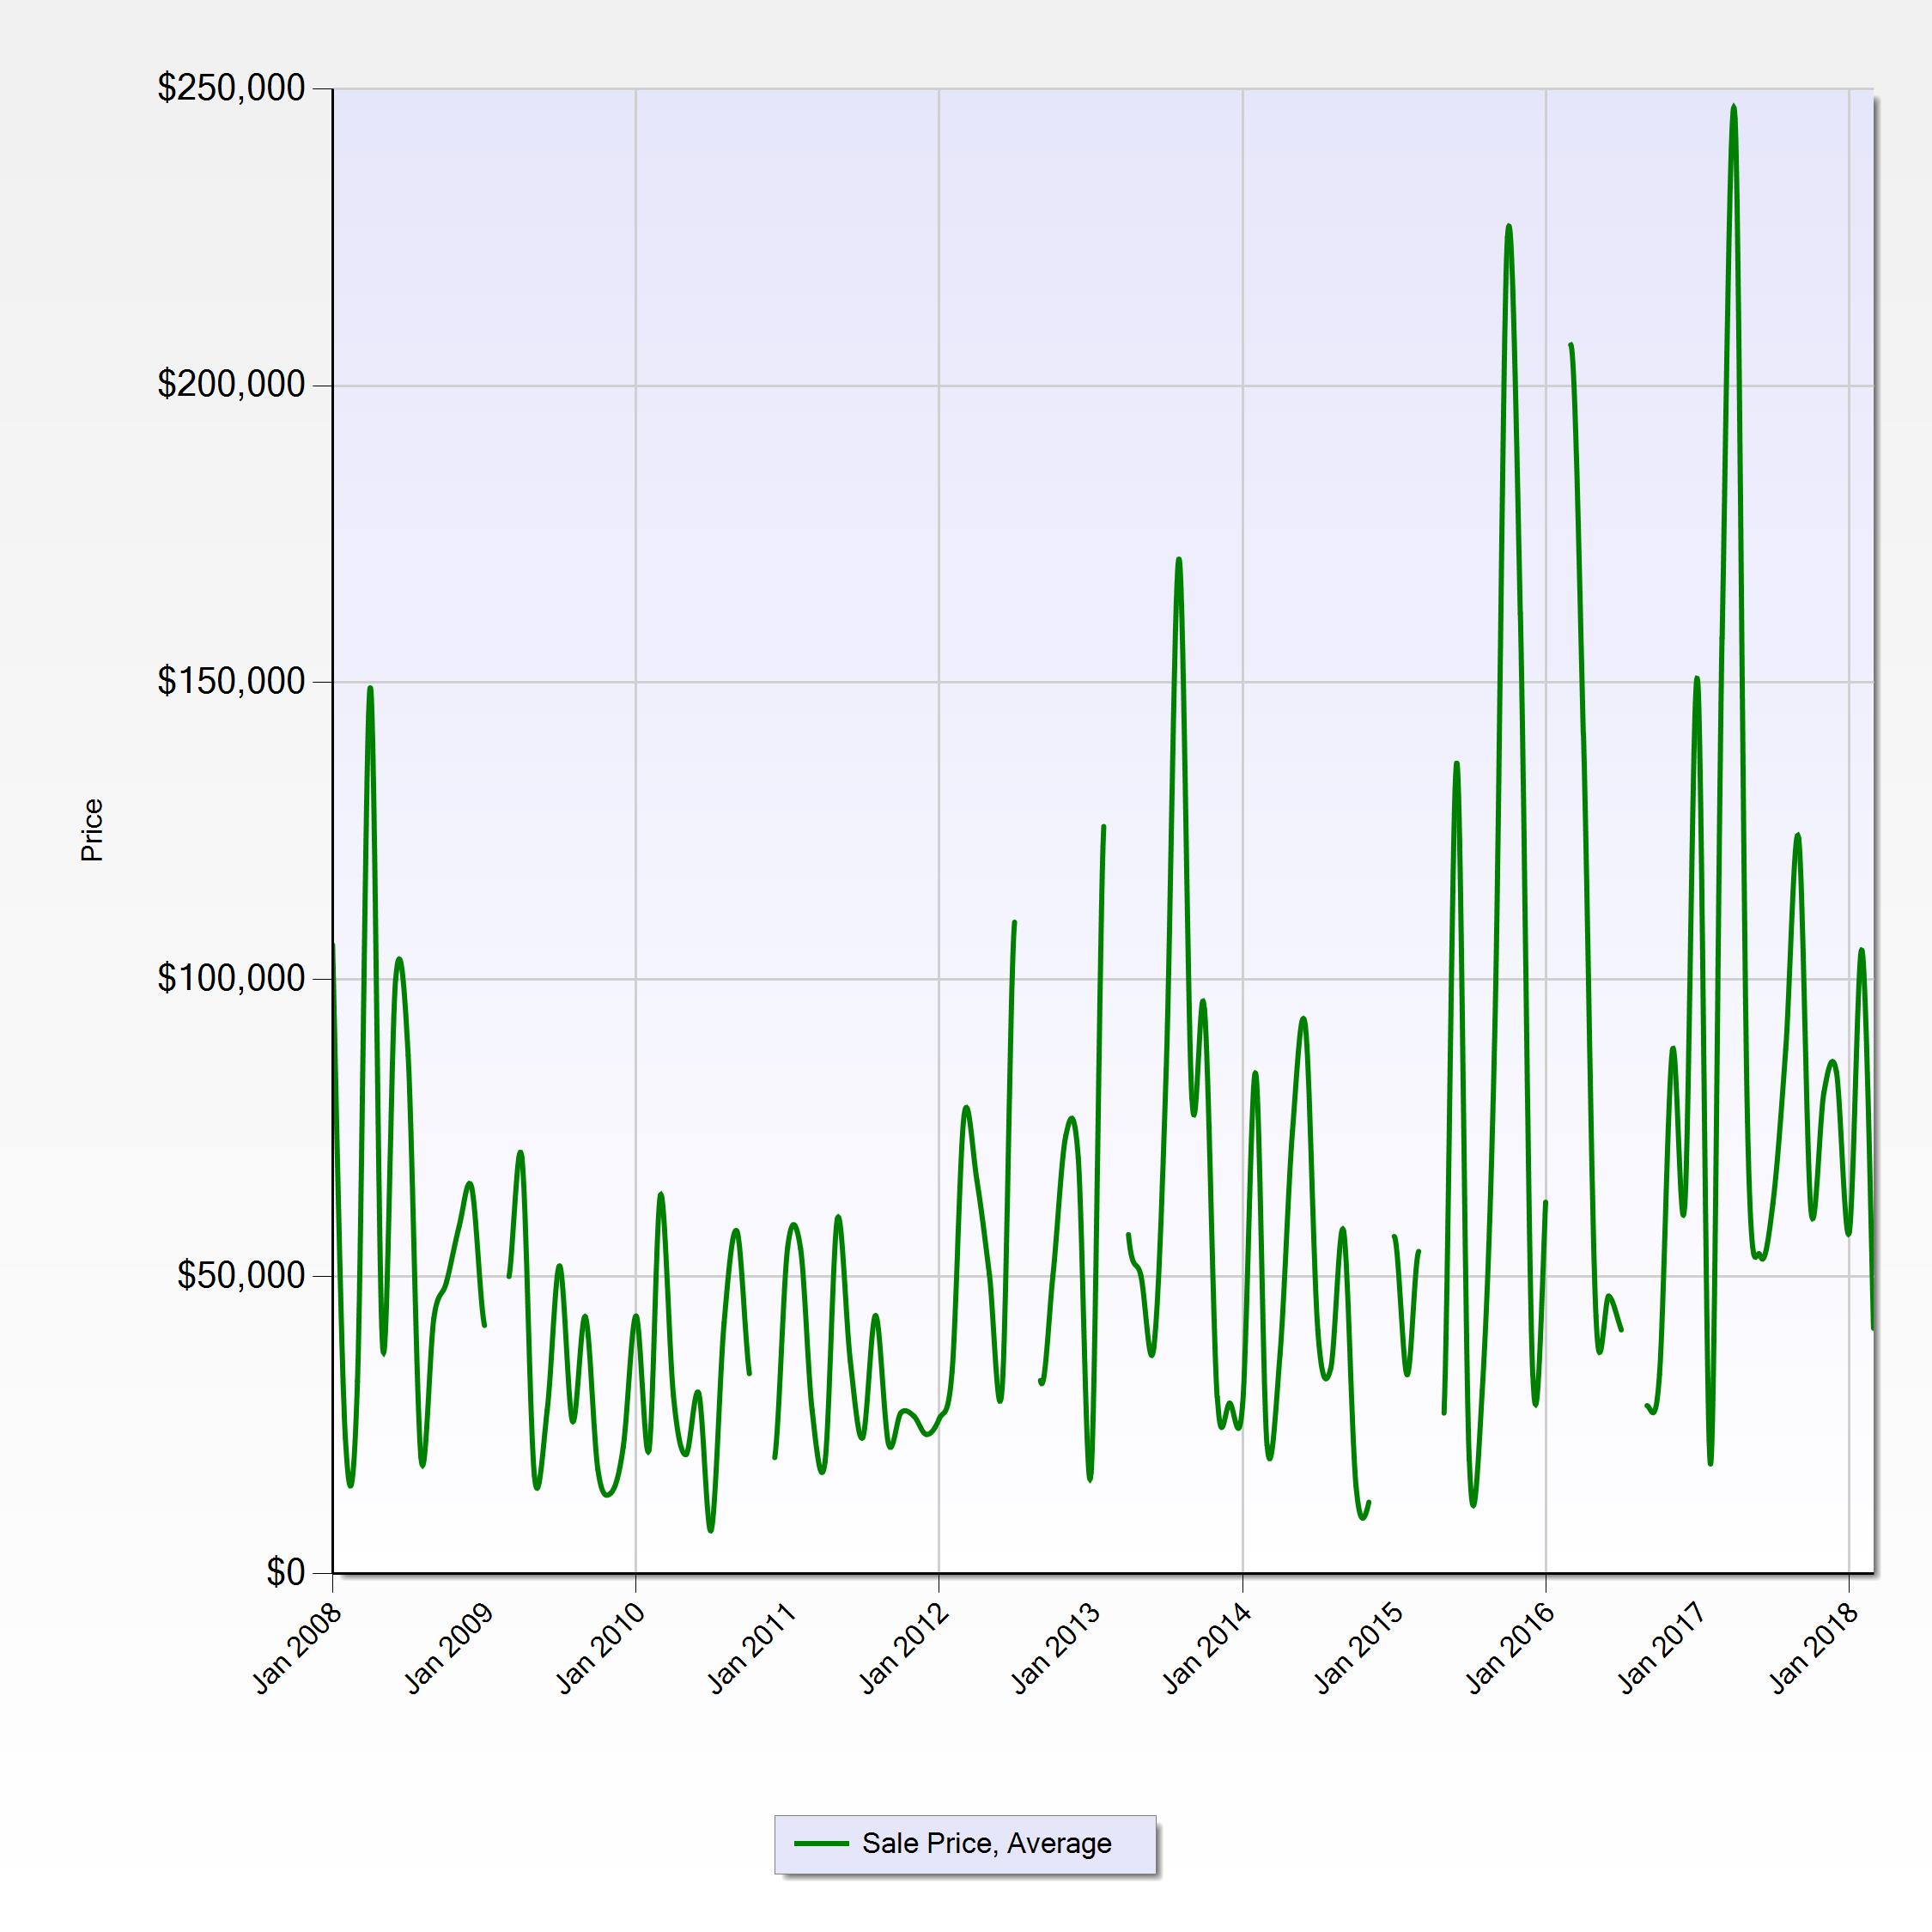 $250,000
$200,000
$150,000
$100,000
$50,000
$0
Price
Jan 2008
Jan 2009
Jan 2010
Jan 2011
Jan 2012
Jan 2013
Jan 2014
Jan 2015
Jan 2016
Jan 2017
Jan 2018
Sale Price, Average